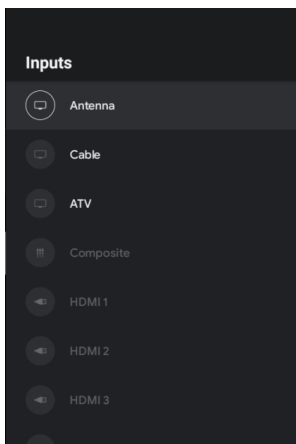 Inputs
Antenna
Cable
ATV
Composite
HDMI 1
HDMI 2
HDMI 3